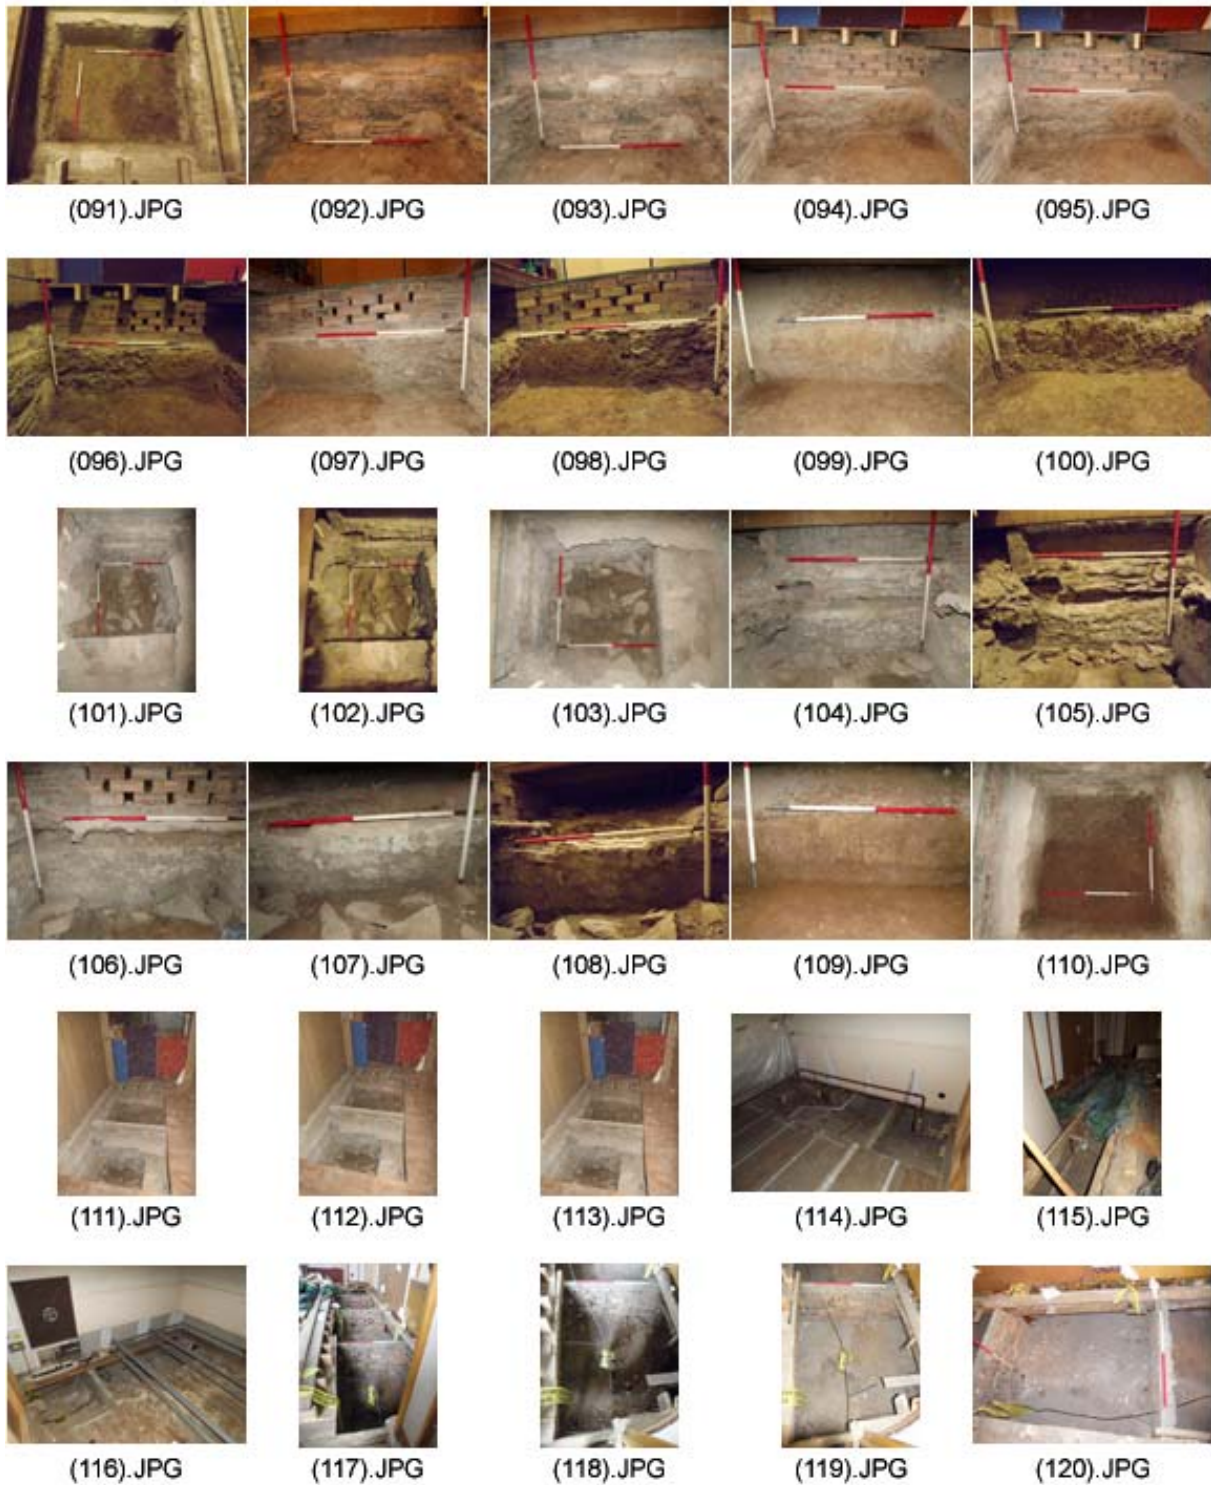 (091).JPG (092).JPG (093).JPG (094).JPG (095).JPG
(096).JPG (097).JPG (098).JPG (099).JPG (100).JPG
(101).JPG (102).JPG (103).JPG (104).JPG (105).JPG
(106).JPG (107).JPG (108).JPG (109).JPG (110).JPG
(111).JPG (112).JPG (113).JPG (114).JPG (115).JPG
(116).JPG (117).JPG (118).JPG (119).JPG (120).JPG